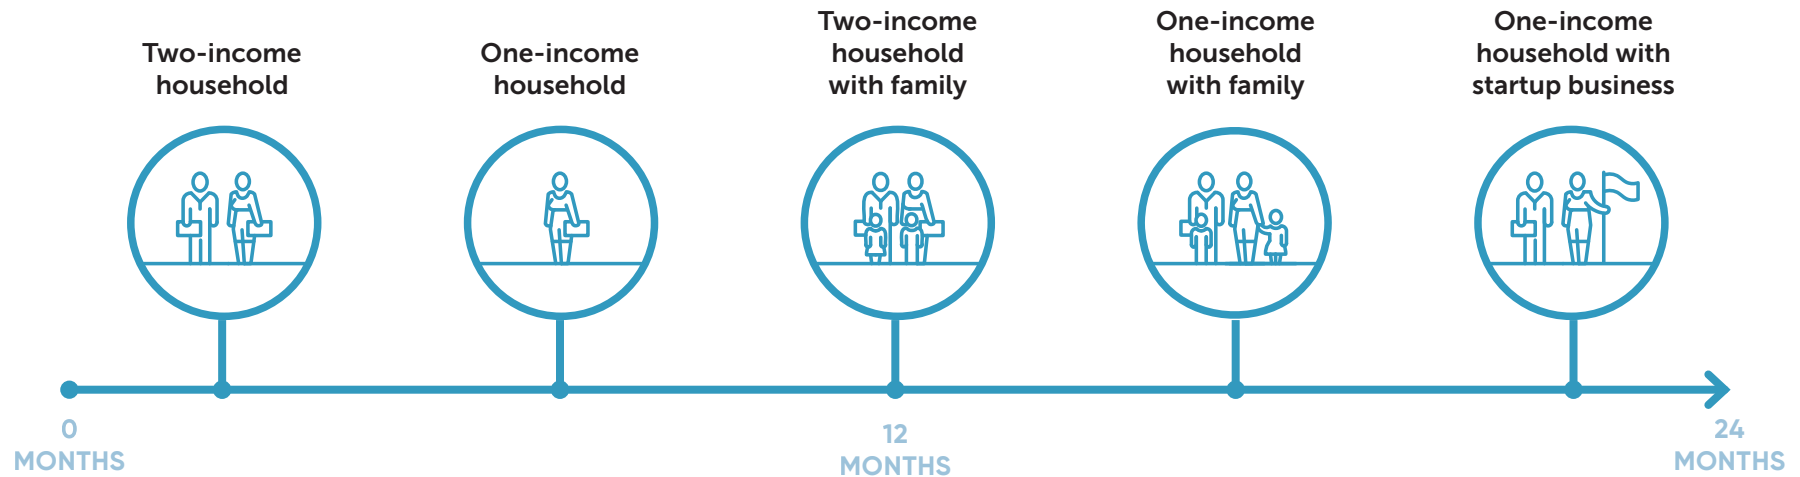 Two-income
household
One-income
household
Two-income
household
with family
One-income
household
with family
One-income
household with
startup business
0
MONTHS
12
MONTHS
24
MONTHS